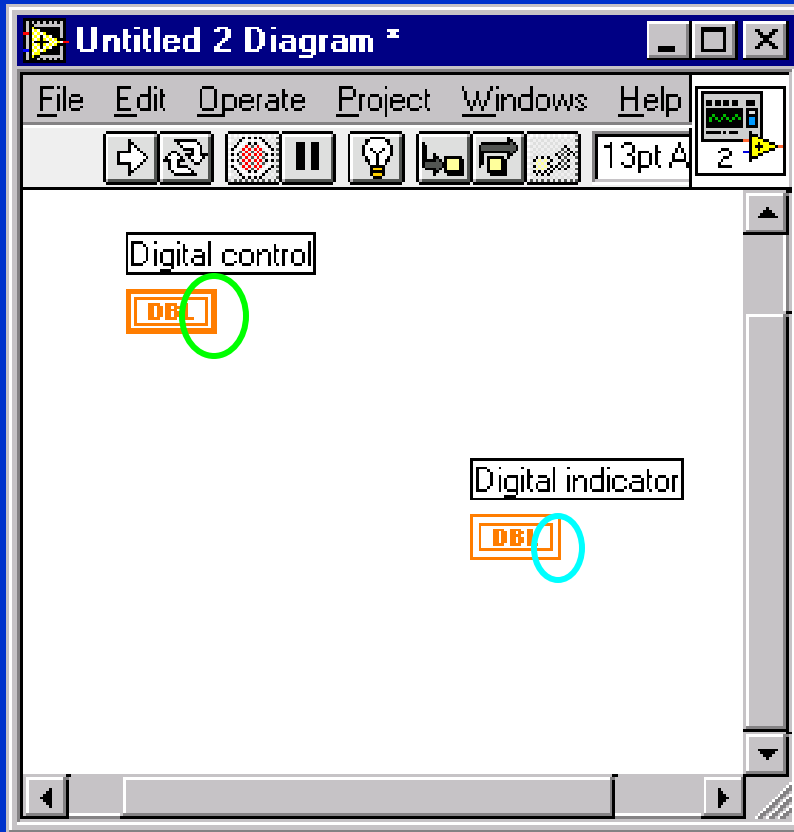 Untitled 2 Diagram *
File Edit Operate Project Windows Help
13pt A
2
Digital control
DBL
Digital indicator
DBL